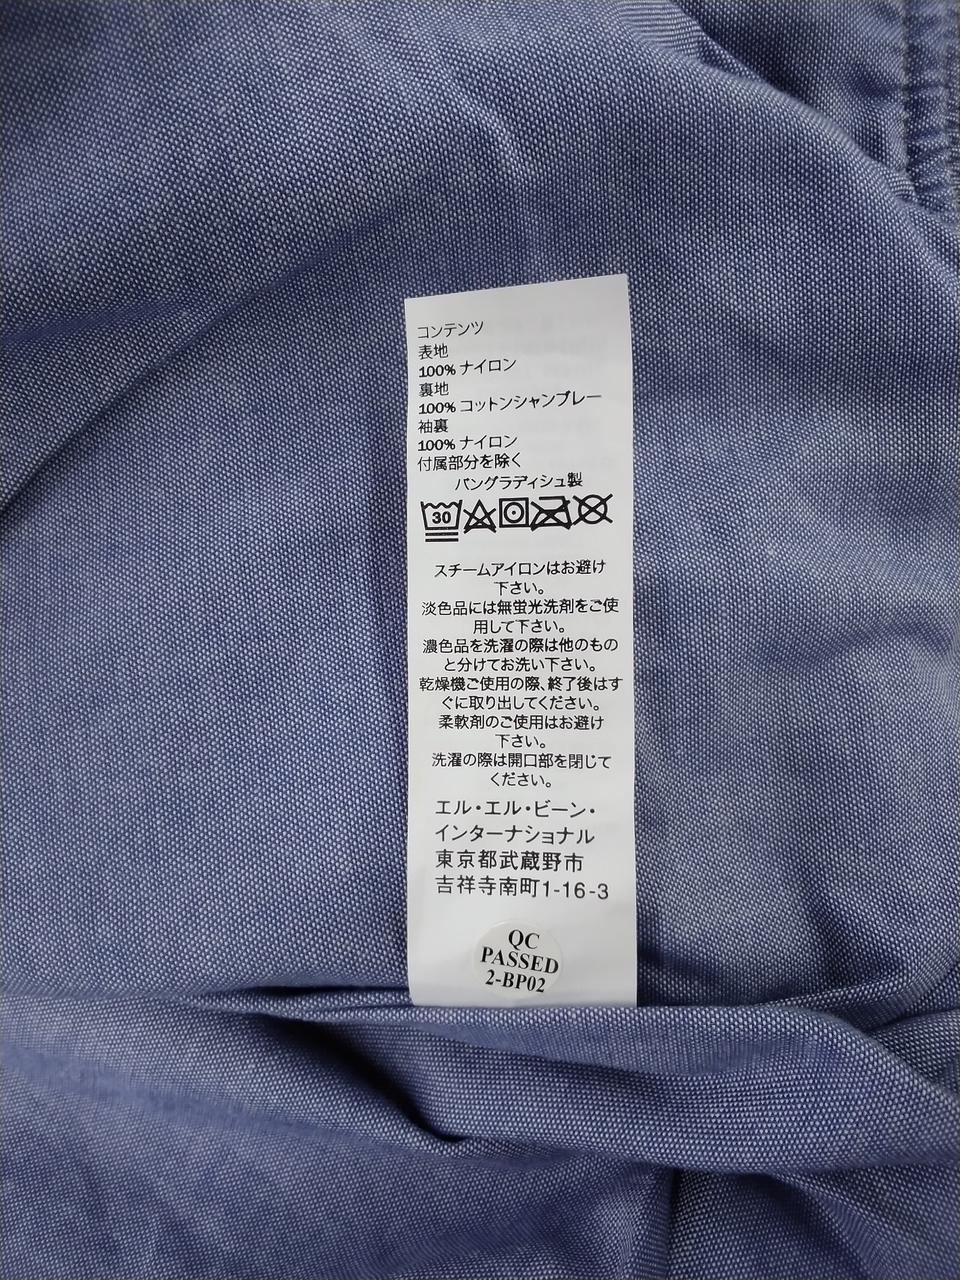 コンテンツ
表地
100% ナイロン
裏地
100% コットンシャンブレー
袖裏
100% ナイロン
付属部分を除く
バングラディシュ製
30
スチームアイロンはお避け
下さい。
淡色品には無蛍光洗剤をご使
用して下さい。
濃色品を洗濯の際は他のもの
と分けてお洗い下さい。
乾燥機ご使用の際、終了後はす
ぐに取り出してください。
柔軟剤のご使用はお避け
下さい。
洗濯の際は開口部を閉じて
ください。
エル・エル・ビーン・
インターナショナル
東京都武蔵野市
吉祥寺南町1-16-3
QC
PASSED
2-BP02